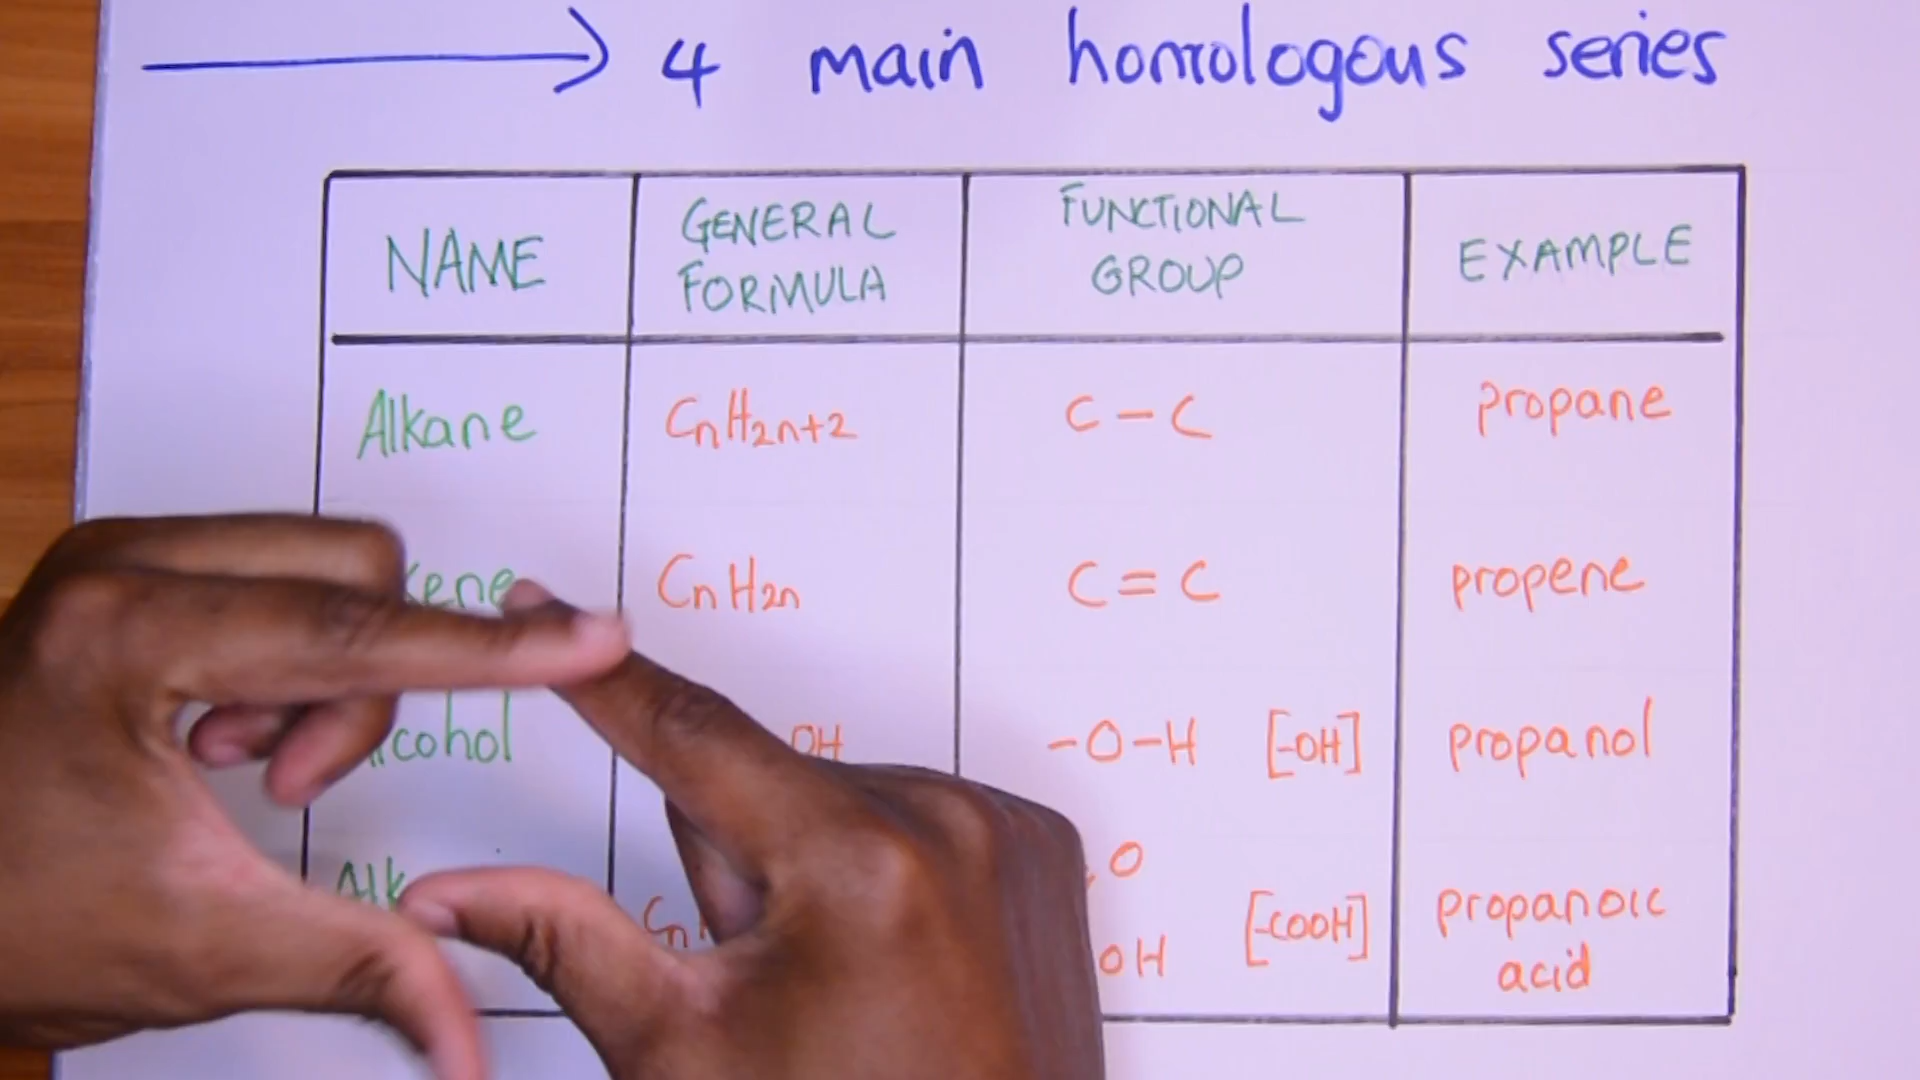 4 main homologous series
NAME
GENERAL FORMULA
FUNCTIONAL GROUP
EXAMPLE
Alkane
CnH2n+2
C-C
propane
CnH2n
C=C
propene
-O-H [-OH]
propanol
O
OH
[-COOH]
propanoic
acid